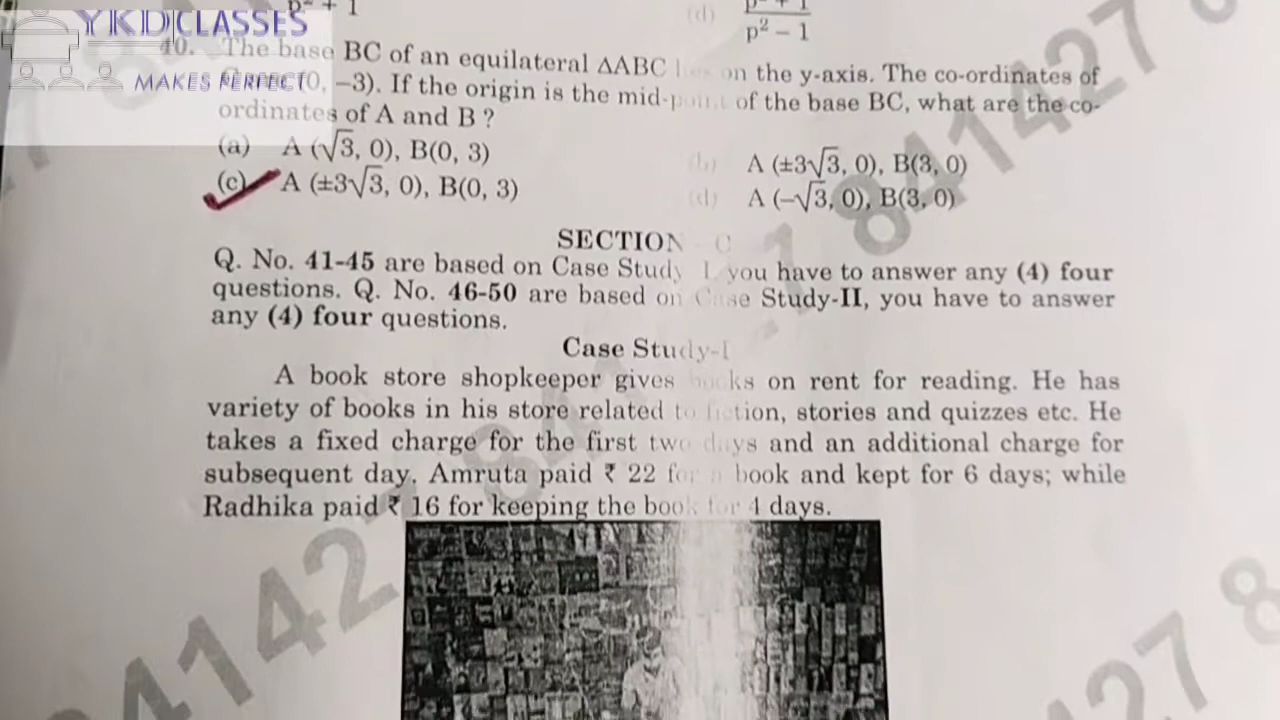 p² + 1
(d) p² + 1
p² – 1
YKD CLASSES
MAKES PERFECT
40. The base BC of an equilateral ΔABC lies on the y-axis. The co-ordinates of
(0, –3). If the origin is the mid-point of the base BC, what are the co-
ordinates of A and B ?
(a) A (√3, 0), B(0, 3)
(b) A (±3√3, 0), B(3, 0)
(c) A (±3√3, 0), B(0, 3)
(d) A (–√3, 0), B(3, 0)
SECTION – C
Q. No. 41-45 are based on Case Study I, you have to answer any (4) four
questions. Q. No. 46-50 are based on Case Study-II, you have to answer
any (4) four questions.
Case Study-I
A book store shopkeeper gives books on rent for reading. He has
variety of books in his store related to fiction, stories and quizzes etc. He
takes a fixed charge for the first two days and an additional charge for
subsequent day. Amruta paid ₹ 22 for a book and kept for 6 days; while
Radhika paid ₹ 16 for keeping the book for 4 days.